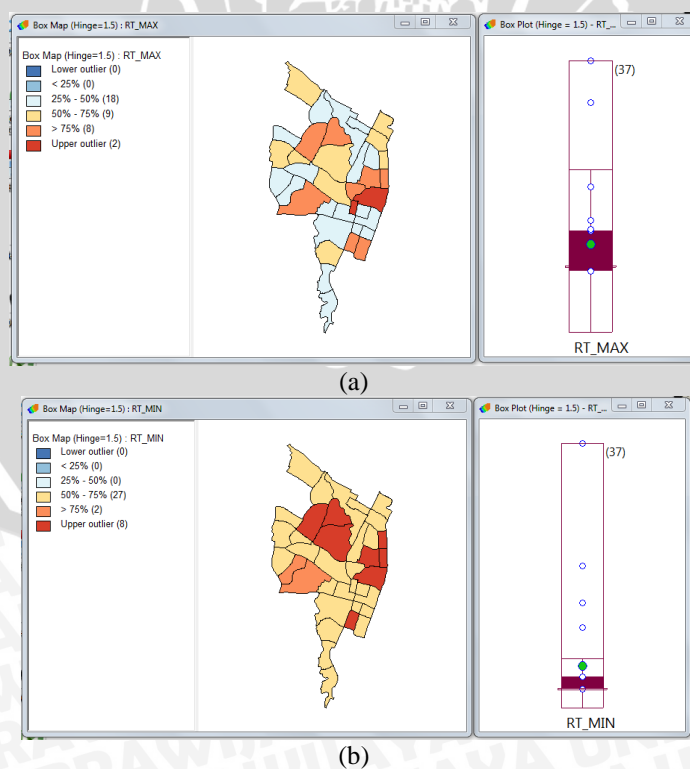 Box Map (Hinge=1.5) : RT_MAX
Box Map (Hinge=1.5) : RT_MAX
Lower outlier (0)
< 25% (0)
25% - 50% (18)
50% - 75% (9)
> 75% (8)
Upper outlier (2)
Box Plot (Hinge = 1.5) - RT_...
(37)
RT_MAX
(a)
Box Map (Hinge=1.5) : RT_MIN
Box Map (Hinge=1.5) : RT_MIN
Lower outlier (0)
< 25% (0)
25% - 50% (0)
50% - 75% (27)
> 75% (2)
Upper outlier (8)
Box Plot (Hinge = 1.5) - RT_...
(37)
RT_MIN
(b)